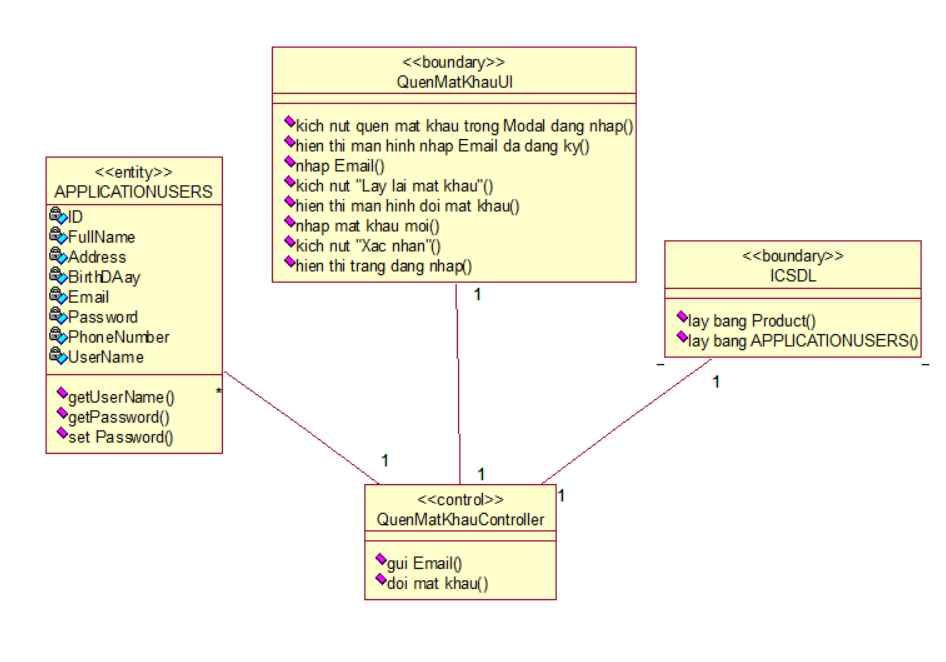 <<boundary>>
QuenMatKhauUI
kich nut quen mat khau trong Modal dang nhap()
hien thi man hinh nhap Email da dang ky()
nhap Email()
kich nut "Lay lai mat khau"()
hien thi man hinh doi mat khau()
nhap mat khau moi()
kich nut "Xac nhan"()
hien thi trang dang nhap()
1
<<entity>>
APPLICATIONUSERS
ID
FullName
Address
BirthDAay
Email
Password
PhoneNumber
UserName
getUserName()
getPassword()
set Password()
*
<<boundary>>
ICSDL
lay bang Product()
lay bang APPLICATIONUSERS()
1
1
1
1
<<control>>
QuenMatKhauController
gui Email()
doi mat khau()